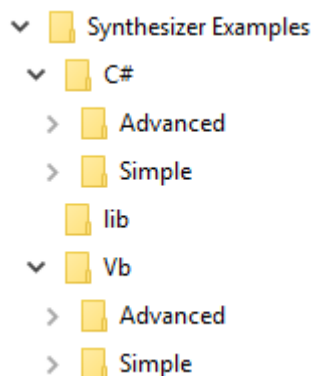 Synthesizer Examples
C#
Advanced
Simple
lib
Vb
Advanced
Simple